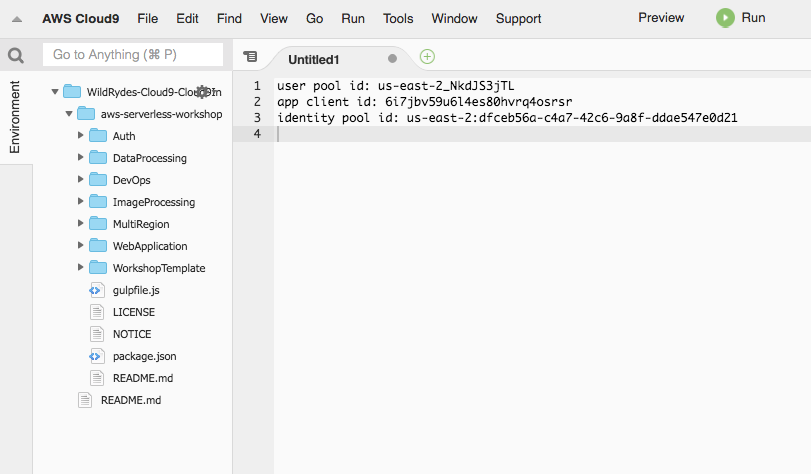 AWS Cloud9 File Edit Find View Go Run Tools Window Support Preview Run
Go to Anything (⌘ P)
Untitled1
Environment
WildRydes-Cloud9-Cloud9In
aws-serverless-workshop
Auth
DataProcessing
DevOps
ImageProcessing
MultiRegion
WebApplication
WorkshopTemplate
gulpfile.js
LICENSE
NOTICE
package.json
README.md
README.md
1 user pool id: us-east-2_NkdJS3jTL
2 app client id: 6i7jbv59u6l4es80hvrq4osrsr
3 identity pool id: us-east-2:dfceb56a-c4a7-42c6-9a8f-ddae547e0d21
4